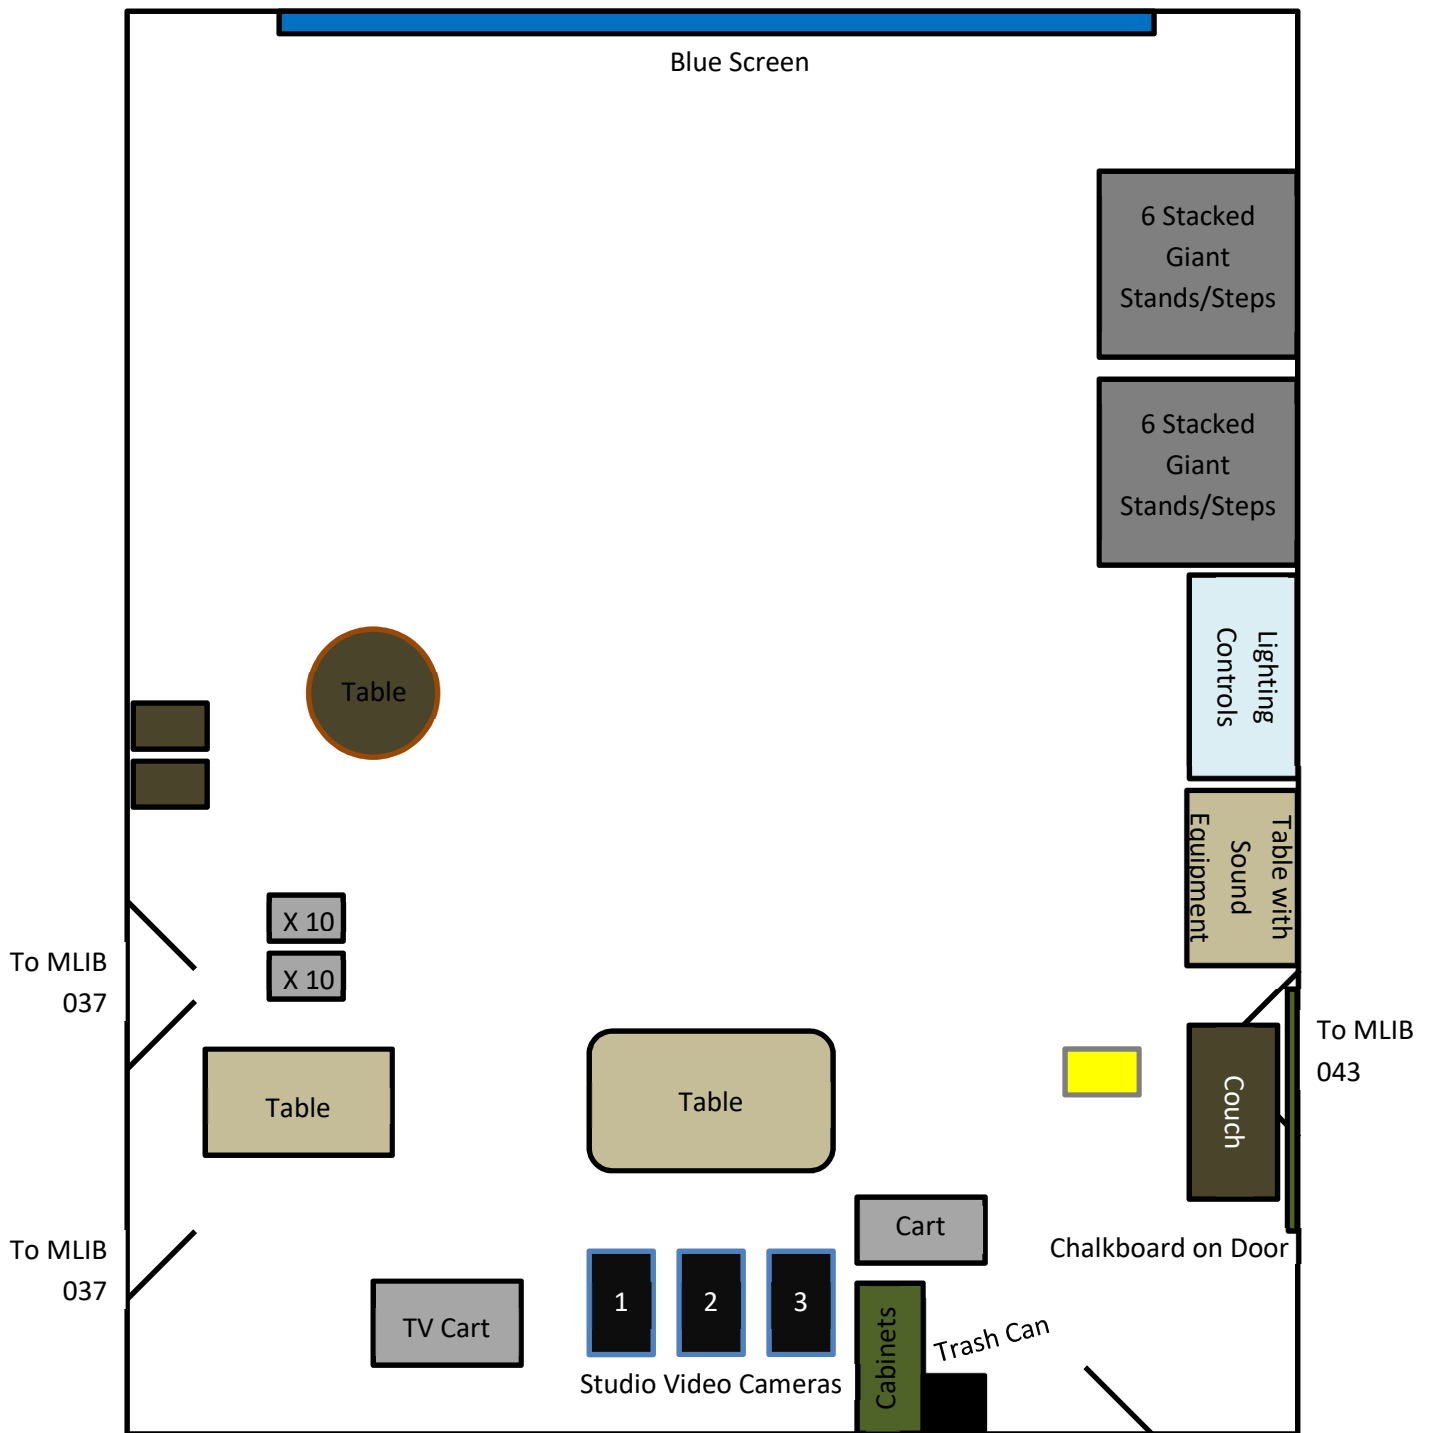 Blue Screen
6 Stacked
Giant
Stands/Steps
6 Stacked
Giant
Stands/Steps
Lighting
Controls
Table
Table with
Sound
Equipment
X 10
X 10
To MLIB
037
To MLIB
043
Table
Table
Couch
Cart
Chalkboard on Door
To MLIB
037
TV Cart
1
2
3
Cabinets
Trash Can
Studio Video Cameras